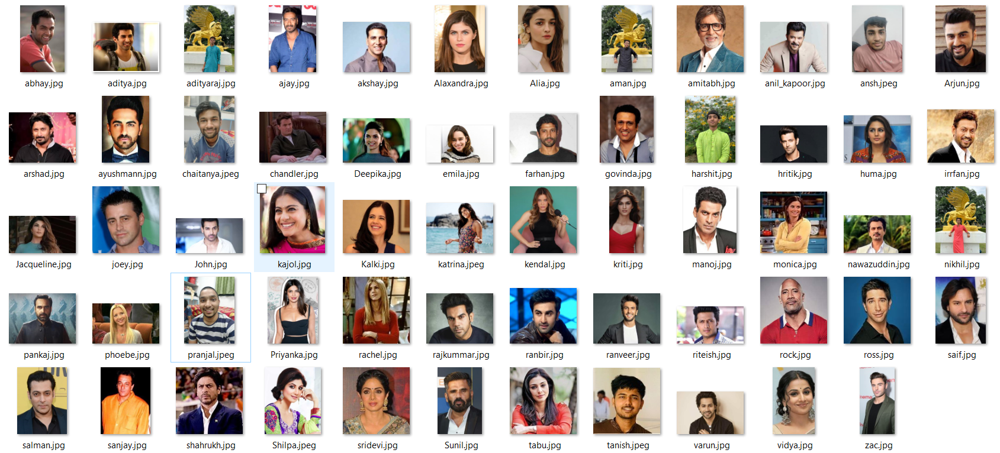 abhay.jpg aditya.jpg adityaraj.jpg ajay.jpg akshay.jpg Alaxandra.jpg Alia.jpg aman.jpg amitabh.jpg anil_kapoor.jpg ansh.jpeg Arjun.jpg
arshad.jpg ayushmann.jpg chaitanya.jpeg chandler.jpg Deepika.jpg emila.jpg farhan.jpg govinda.jpg harshit.jpg hritik.jpg huma.jpg irrfan.jpg
Jacqueline.jpg joey.jpg John.jpg kajol.jpg Kalki.jpg katrina.jpeg kendal.jpg kriti.jpg manoj.jpg monica.jpg nawazuddin.jpg nikhil.jpg
pankaj.jpg phoebe.jpg pranjal.jpeg Priyanka.jpg rachel.jpg rajkummar.jpg ranbir.jpg ranveer.jpg riteish.jpg rock.jpg ross.jpg saif.jpg
salman.jpg sanjay.jpg shahrukh.jpg Shilpa.jpeg sridevi.jpg Sunil.jpg tabu.jpg tanish.jpeg varun.jpg vidya.jpg zac.jpg